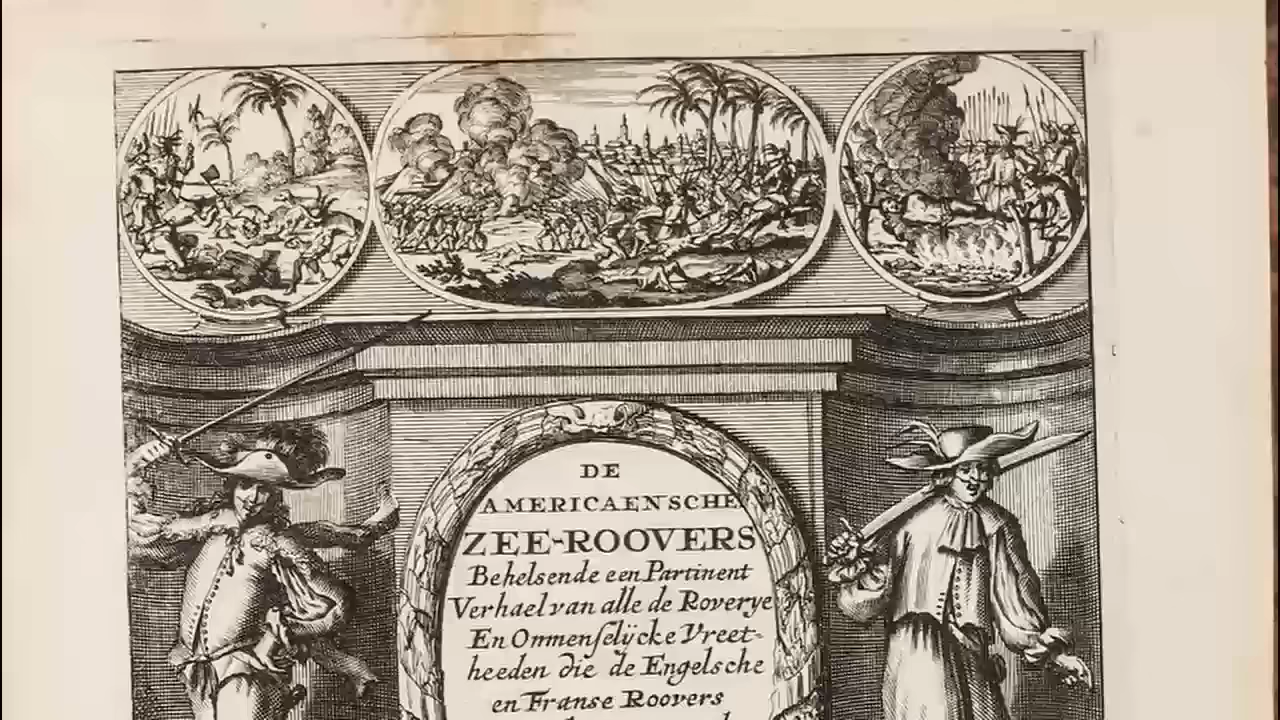 DE
AMERICAENSCHE
ZEE-ROOVERS
Behelsende een Partinent
Verhael van alle de Roverye
En Ommenſelÿcke Vreet-
heeden die de Engelsche
en Franse Roovers